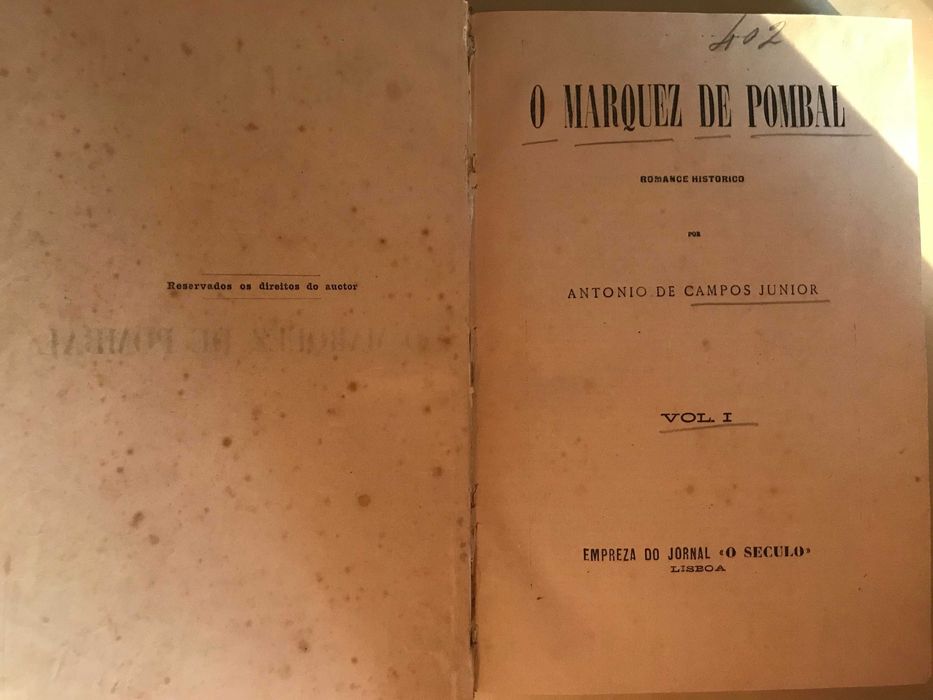 Reservados os direitos do auctor
402
O MARQUEZ DE POMBAL
ROMANCE HISTORICO
POR
ANTONIO DE CAMPOS JUNIOR
VOL. I
EMPREZA DO JORNAL «O SECULO»
LISBOA